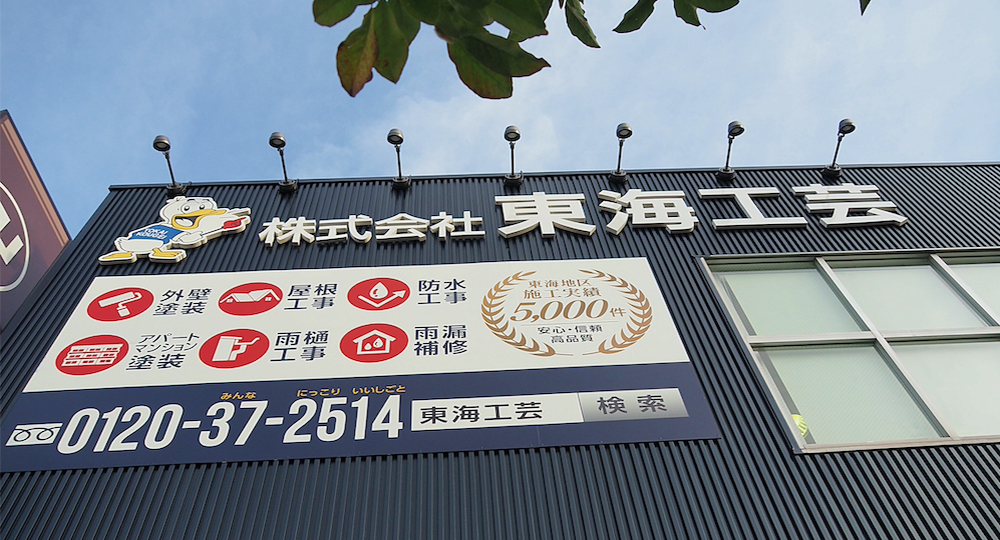 株式会社 東海工芸
TOKAI
KOUGEI
外壁
塗装
屋根
工事
防水
工事
アパート
マンション
塗装
雨樋
工事
雨漏
補修
東海地区
施工実績
5,000件
安心・信頼
高品質
みんな にっこり いいしごと
0120-37-2514
東海工芸 検索